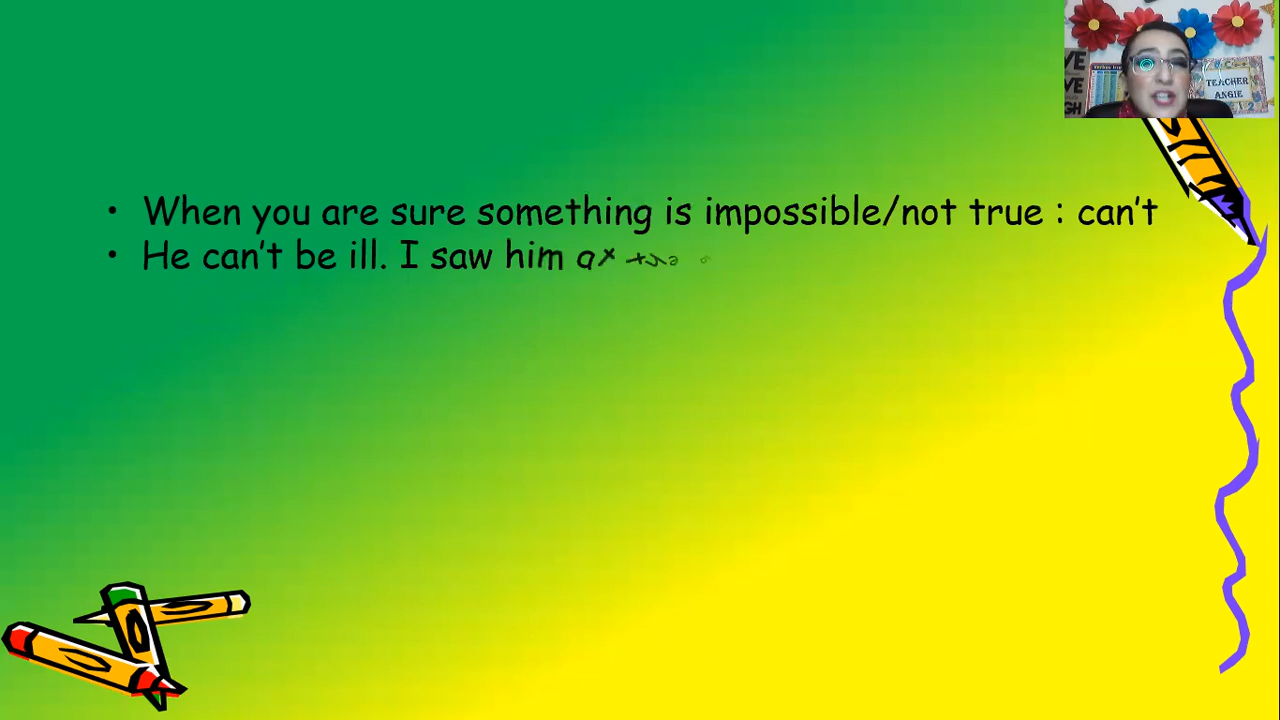 When you are sure something is impossible/not true : can't
He can't be ill. I saw him
TEACHER
ANGIE